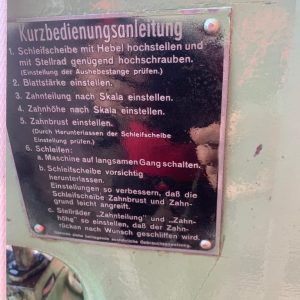 Kurzbedienungsanleitung
1. Schleifscheibe mit Hebel hochstellen und
mit Stellrad genügend hochschrauben.
(Einstellung der Aushebestange prüfen.)
2. Blattstärke einstellen.
3. Zahnteilung nach Skala einstellen.
4. Zahnhöhe nach Skala einstellen.
5. Zahnbrust einstellen.
(Durch Herunterlassen der Schleifscheibe
Einstellung prüfen.)
6. Schleifen:
a. Maschine auf langsamen Gang schalten.
b. Schleifscheibe vorsichtig
herunterlassen.
Einstellungen so verbessern, daß die
Schleifscheibe Zahnbrust und Zahn-
grund leicht angreift.
c. Stellräder „Zahnteilung" und „Zahn-
höhe" so einstellen, daß der Zahn-
rücken nach Wunsch geschliffen wird.
ausführliche Gebrauchsanweisung.